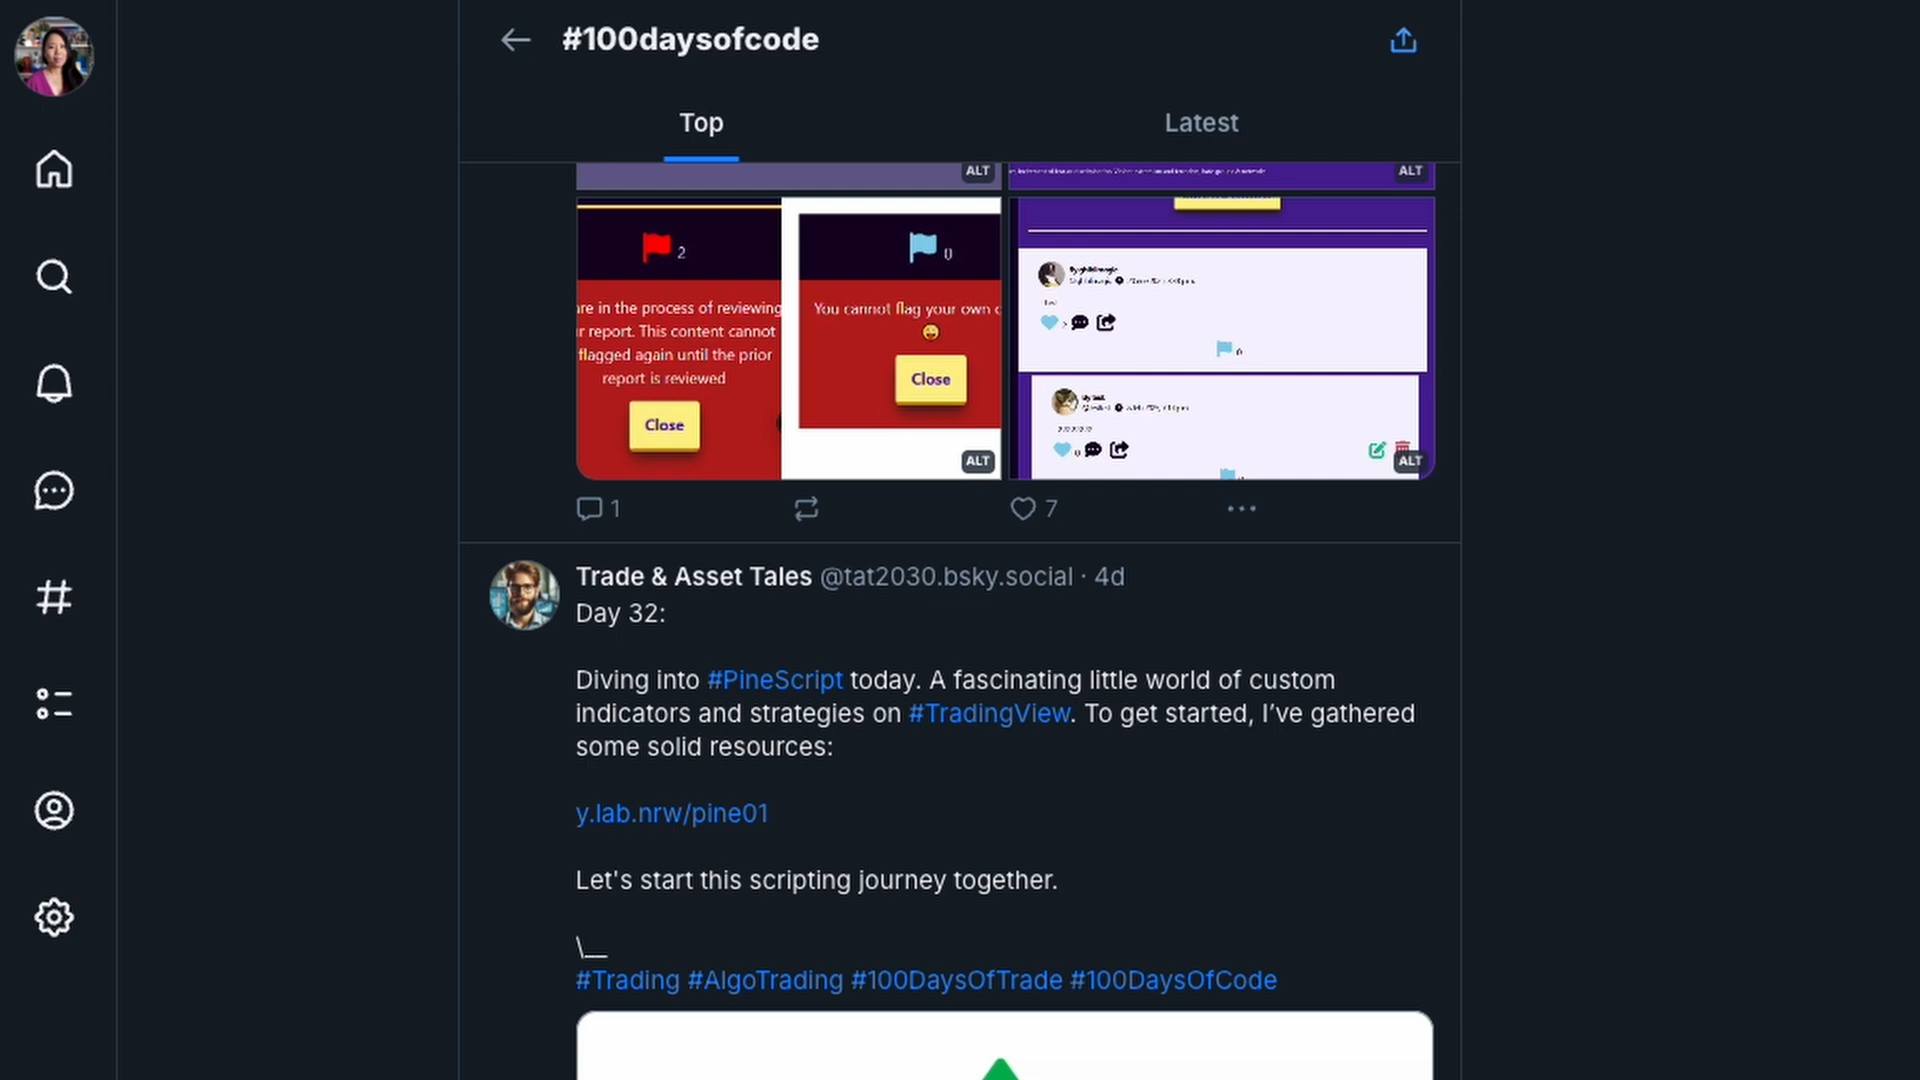 #100daysofcode
Top
Latest
ALT
ALT
2
0
are in the process of reviewing
report. This content cannot
flagged again until the prior
report is reviewed
Close
You cannot flag your own
Close
ALT
0
0
ALT
1
7
Trade & Asset Tales @tat2030.bsky.social · 4d
Day 32:
Diving into #PineScript today. A fascinating little world of custom
indicators and strategies on #TradingView. To get started, I’ve gathered
some solid resources:
y.lab.nrw/pine01
Let's start this scripting journey together.
\__
#Trading #AlgoTrading #100DaysOfTrade #100DaysOfCode